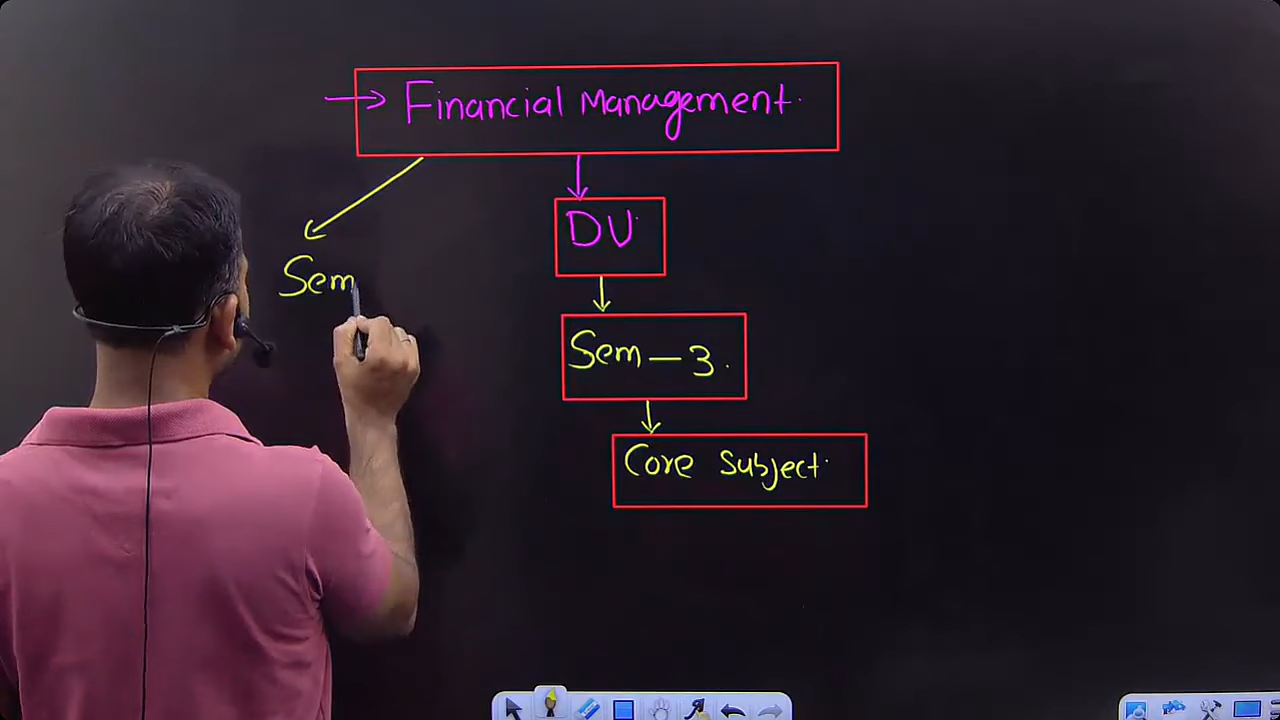 → Financial Management.
DU
Sem
Sem — 3.
Core Subject.